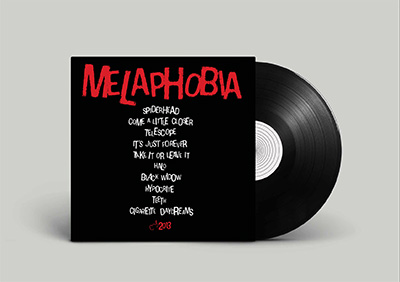 MELAPHOBIA
SPIDERHEAD
COME A LITTLE CLOSER
TELESCOPE
IT'S JUST FOREVER
TAKE IT OR LEAVE IT
HALO
BLACK WIDOW
HYPOCRITE
TEETH
CIGARETTE DAYDREAMS
2013